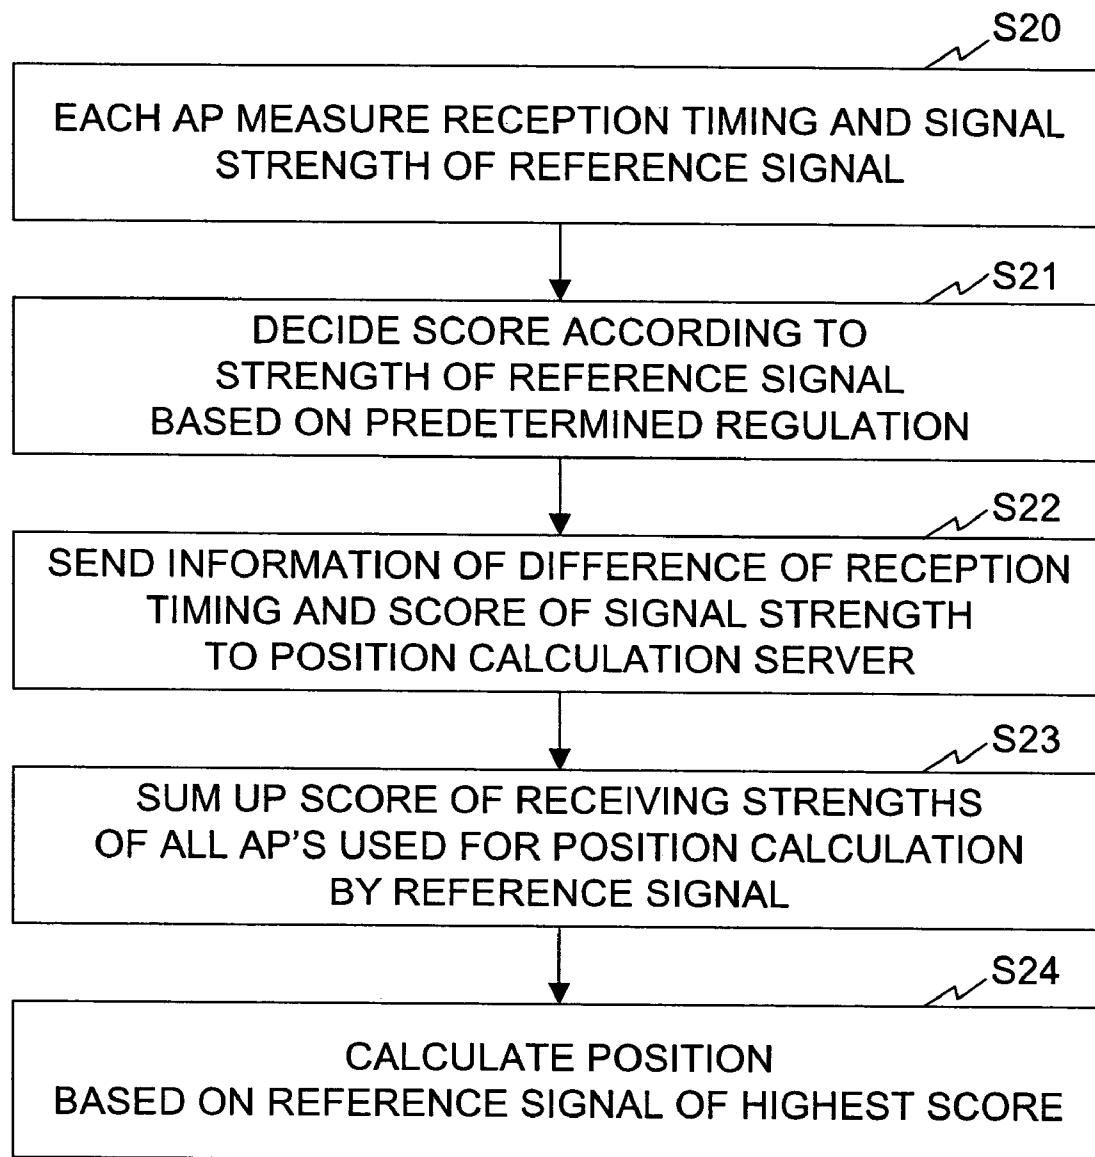 S20
EACH AP MEASURE RECEPTION TIMING AND SIGNAL
STRENGTH OF REFERENCE SIGNAL
S21
DECIDE SCORE ACCORDING TO
STRENGTH OF REFERENCE SIGNAL
BASED ON PREDETERMINED REGULATION
S22
SEND INFORMATION OF DIFFERENCE OF RECEPTION
TIMING AND SCORE OF SIGNAL STRENGTH
TO POSITION CALCULATION SERVER
S23
SUM UP SCORE OF RECEIVING STRENGTHS
OF ALL AP'S USED FOR POSITION CALCULATION
BY REFERENCE SIGNAL
S24
CALCULATE POSITION
BASED ON REFERENCE SIGNAL OF HIGHEST SCORE